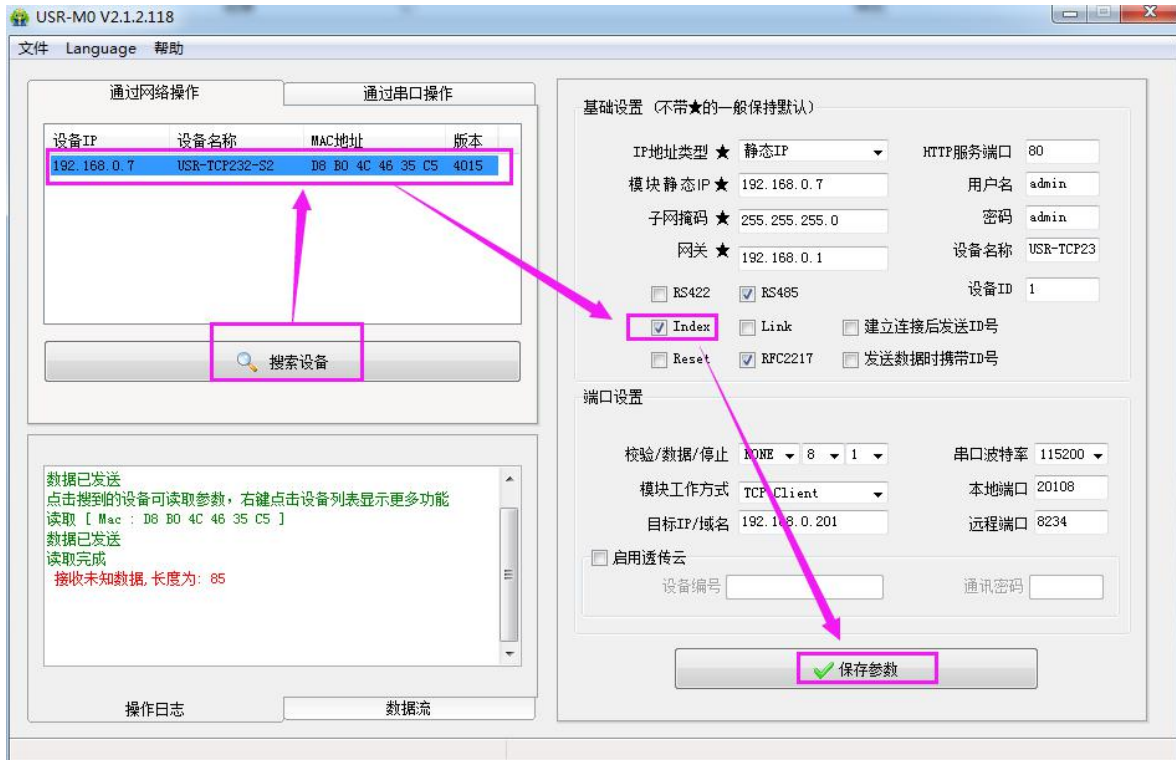 USR-M0 V2.1.2.118
文件 Language 帮助
通过网络操作 通过串口操作
设备IP 设备名称 MAC地址 版本
192.168.0.7 USR-TCP232-S2 D8 B0 4C 46 35 C5 4015
搜索设备
数据已发送
点击搜到的设备可读取参数，右键点击设备列表显示更多功能
读取 [ Mac : D8 B0 4C 46 35 C5 ]
数据已发送
读取完成
接收未知数据,长度为: 85
操作日志 数据流
基础设置 (不带★的一般保持默认)
IP地址类型 ★ 静态IP HTTP服务端口 80
模块静态IP★ 192.168.0.7 用户名 admin
子网掩码 ★ 255.255.255.0 密码 admin
网关 ★ 192.168.0.1 设备名称 USR-TCP23
RS422 RS485 设备ID 1
Index Link 建立连接后发送ID号
Reset RFC2217 发送数据时携带ID号
端口设置
校验/数据/停止 NONE 8 1 串口波特率 115200
模块工作方式 TCP Client 本地端口 20108
目标IP/域名 192.168.0.201 远程端口 8234
启用透传云
设备编号 通讯密码
保存参数